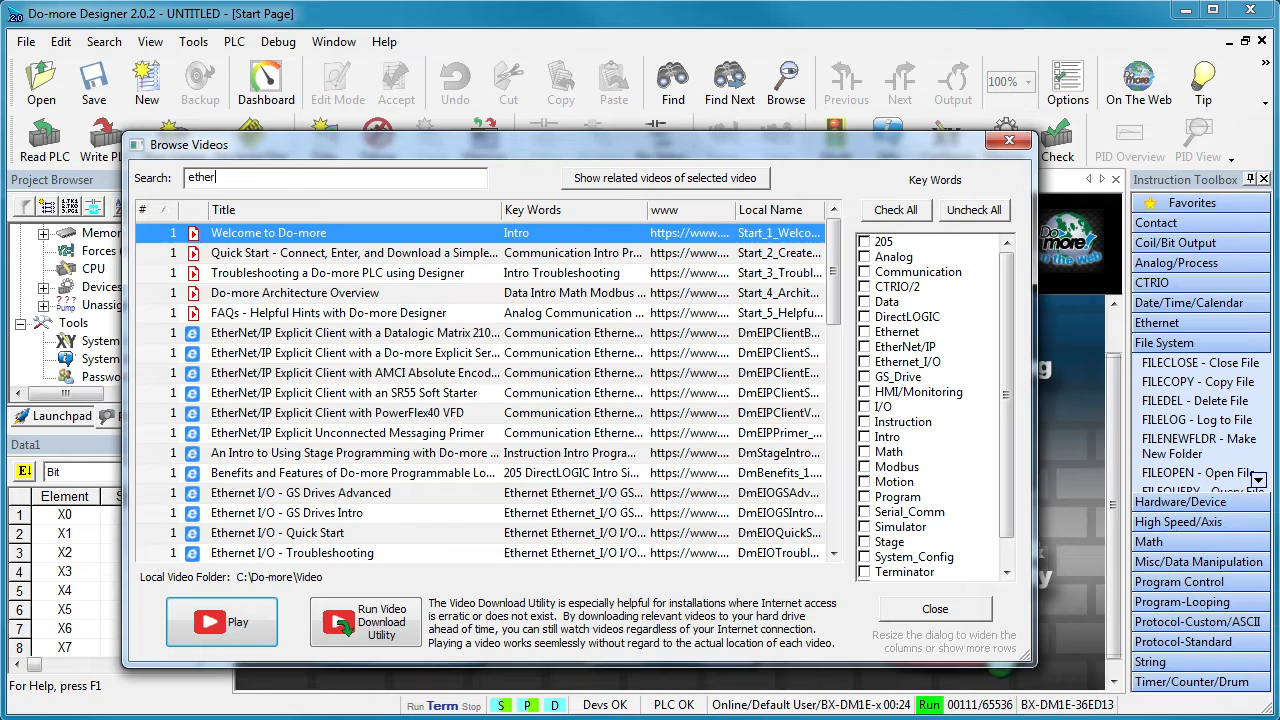 Do-more Designer 2.0.2 - UNTITLED - [Start Page]
File Edit Search View Tools PLC Debug Window Help
Open Save New Backup Dashboard Edit Mode Accept Undo Cut Copy Paste Find Find Next Browse Previous Next Output 100% Options On The Web Tip
Read PLC Write PL Check PID Overview PID View
Project Browser
Memor
Forces
CPU
Devices
Unassig
Tools
System
System
Passwo
Launchpad
Data1
Bit
Element S
1 X0
2 X1
3 X2
4 X3
5 X4
6 X5
7 X6
8 X7
Browse Videos
Search: ether
Show related videos of selected video
Key Words
Check All Uncheck All
# Title Key Words www Local Name
1 Welcome to Do-more Intro https://www.... Start_1_Welco...
1 Quick Start - Connect, Enter, and Download a Simple... Communication Intro Pr... https://www.... Start_2_Create...
1 Troubleshooting a Do-more PLC using Designer Intro Troubleshooting https://www.... Start_3_Troubl...
1 Do-more Architecture Overview Data Intro Math Modbus ... https://www.... Start_4_Archit...
1 FAQs - Helpful Hints with Do-more Designer Analog Communication ... https://www.... Start_5_Helpfu...
1 EtherNet/IP Explicit Client with a Datalogic Matrix 210... Communication Etherne... https://www.... DmEIPClientB...
1 EtherNet/IP Explicit Client with a Do-more Explicit Ser... Communication Etherne... https://www.... DmEIPClientS...
1 EtherNet/IP Explicit Client with AMCI Absolute Encod... Communication Etherne... https://www.... DmEIPClientE...
1 EtherNet/IP Explicit Client with an SR55 Soft Starter Communication Etherne... https://www.... DmEIPClientS...
1 EtherNet/IP Explicit Client with PowerFlex40 VFD Communication Etherne... https://www.... DmEIPClientV...
1 EtherNet/IP Explicit Unconnected Messaging Primer Communication Etherne... https://www.... DmEIPPrimer_...
1 An Intro to Using Stage Programming with Do-more ... Instruction Intro Progra... https://www.... DmStageIntro...
1 Benefits and Features of Do-more Programmable Lo... 205 DirectLOGIC Intro Si... https://www.... DmBenefits_1...
1 Ethernet I/O - GS Drives Advanced Ethernet Ethernet_I/O GS... https://www.... DmEIOGSAdv...
1 Ethernet I/O - GS Drives Intro Ethernet Ethernet_I/O GS... https://www.... DmEIOGSIntro...
1 Ethernet I/O - Quick Start Ethernet Ethernet_I/O I/O... https://www.... DmEIOQuickS...
1 Ethernet I/O - Troubleshooting Ethernet Ethernet_I/O I/O... https://www.... DmEIOTroubl...
205
Analog
Communication
CTRIO/2
Data
DirectLOGIC
Ethernet
EtherNet/IP
Ethernet_I/O
GS_Drive
HMI/Monitoring
I/O
Instruction
Intro
Math
Modbus
Motion
Program
Serial_Comm
Simulator
Stage
System_Config
Terminator
Local Video Folder: C:\Do-more\Video
Play
Run Video
Download
Utility
The Video Download Utility is especially helpful for installations where Internet access
is erratic or does not exist. By downloading relevant videos to your hard drive
ahead of time, you can still watch videos regardless of your Internet connection.
Playing a video works seemlessly without regard to the actual location of each video.
Close
Resize the dialog to widen the
columns or show more rows
Instruction Toolbox
Favorites
Contact
Coil/Bit Output
Analog/Process
CTRIO
Date/Time/Calendar
Ethernet
File System
FILECLOSE - Close File
FILECOPY - Copy File
FILEDEL - Delete File
FILELOG - Log to File
FILENEWFLDR - Make
New Folder
FILEOPEN - Open File
Hardware/Device
High Speed/Axis
Math
Misc/Data Manipulation
Program Control
Program-Looping
Protocol-Custom/ASCII
Protocol-Standard
String
Timer/Counter/Drum
For Help, press F1
Run Term Stop S P D Devs OK PLC OK Online/Default User/BX-DM1E-x 00:24 Run 00111/65536 BX-DM1E-36ED13